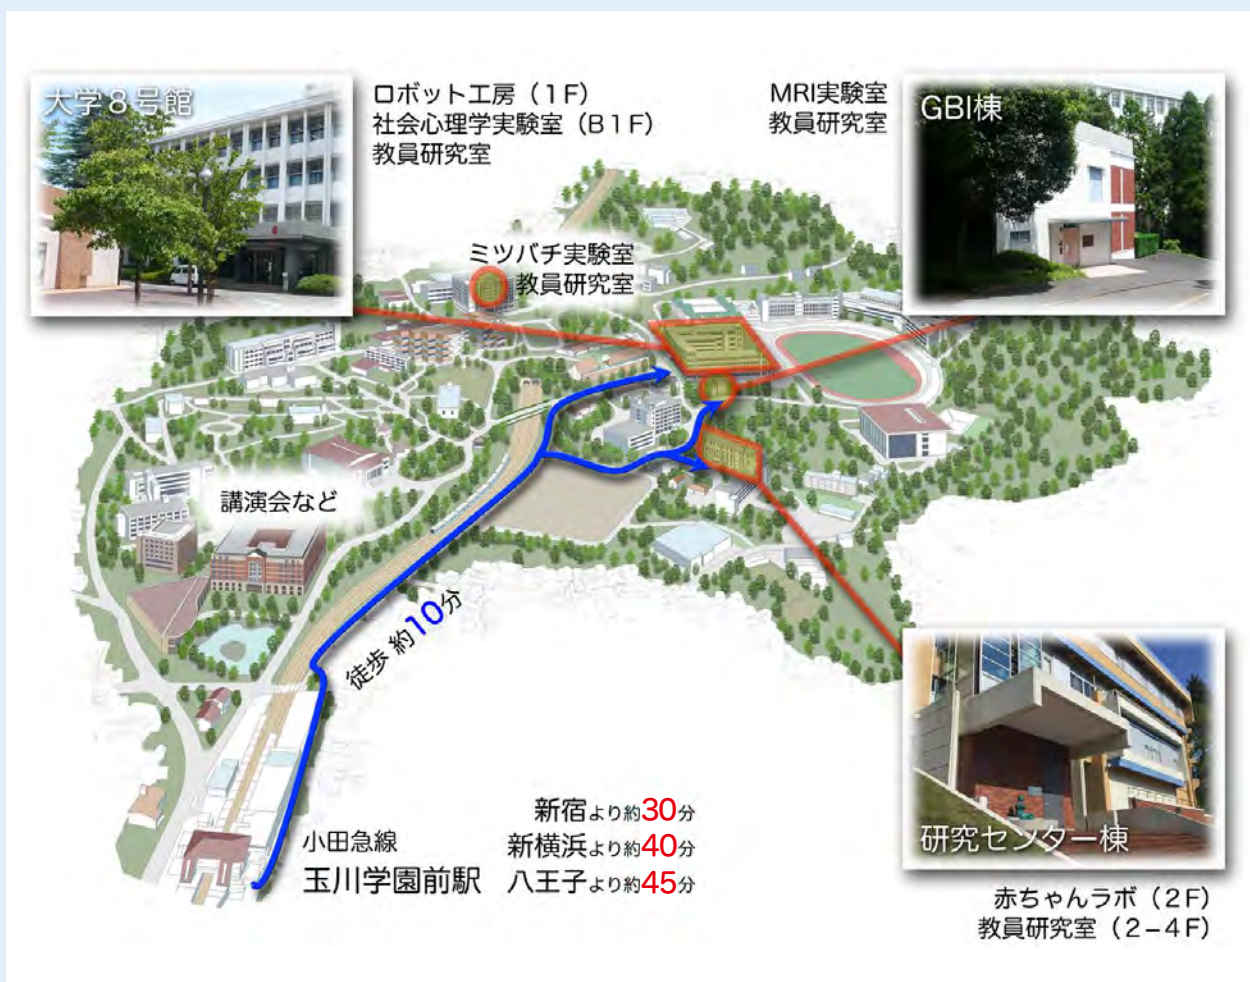 大学８号館
ロボット工房（１F）
社会心理学実験室（B１F）
教員研究室
MRI実験室
教員研究室
GBI棟
ミツバチ実験室
教員研究室
講演会など
徒歩 約10分
新宿より約30分
小田急線
新横浜より約40分
玉川学園前駅
八王子より約45分
研究センター棟
赤ちゃんラボ（２F）
教員研究室（２−４F）